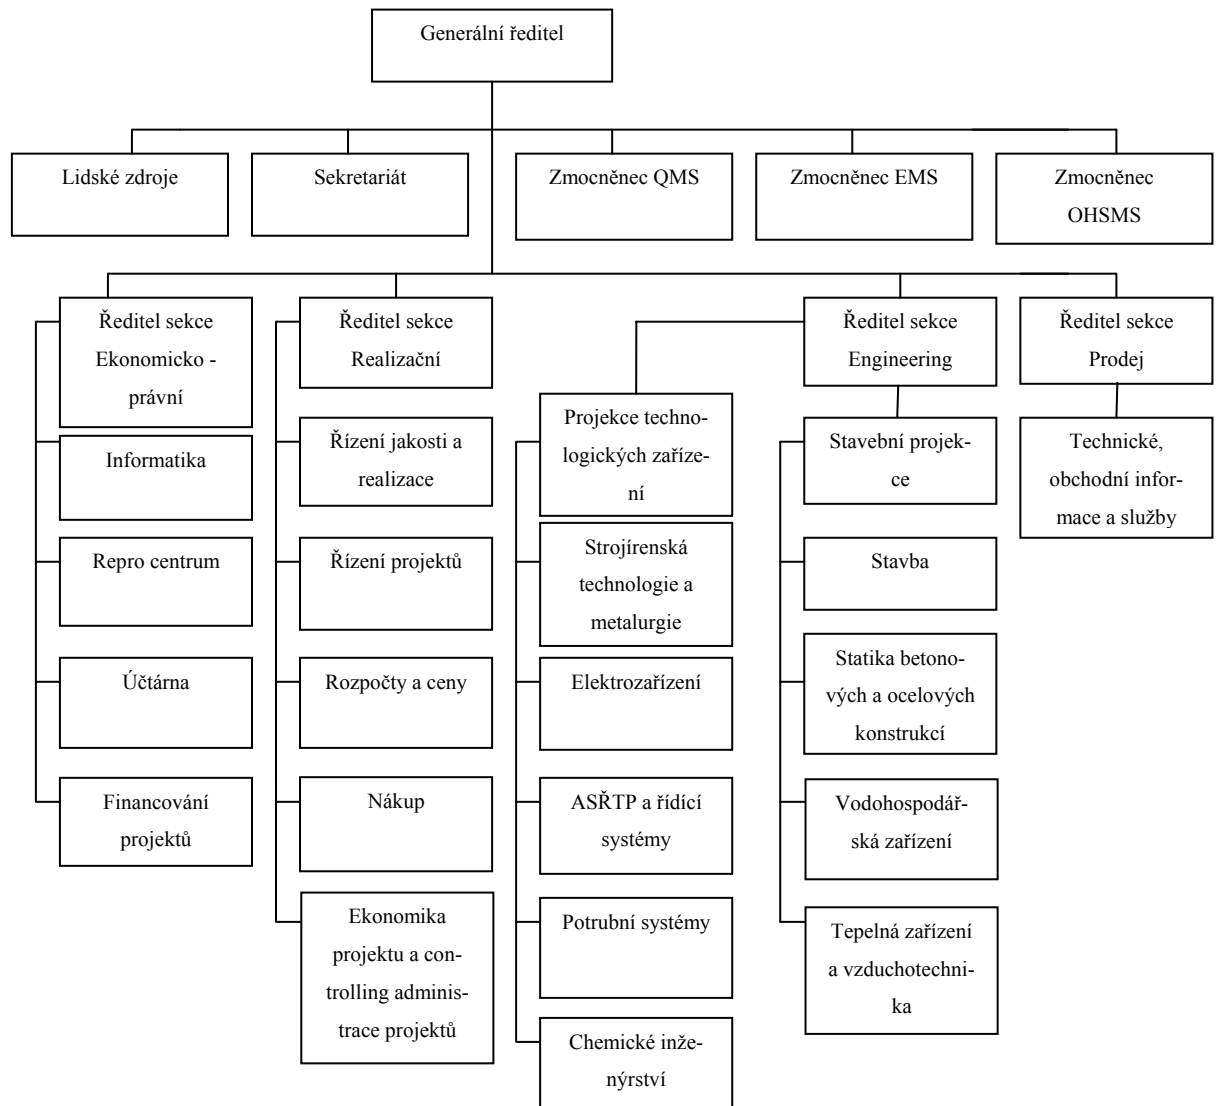 Generální ředitel
Lidské zdroje
Sekretariát
Zmocněnec QMS
Zmocněnec EMS
Zmocněnec
OHSMS
Ředitel sekce
Ekonomicko -
právní
Informatika
Repro centrum
Účtárna
Financování
projektů
Ředitel sekce
Realizační
Řízení jakosti a
realizace
Řízení projektů
Rozpočty a ceny
Nákup
Ekonomika
projektu a con-
trolling adminis-
trace projektů
Ředitel sekce
Engineering
Projekce techno-
logických zaříze-
ní
Strojírenská
technologie a
metalurgie
Elektrozařízení
ASŘTP a řídící
systémy
Potrubní systémy
Chemické inže-
nýrství
Stavební projek-
ce
Stavba
Statika betono-
vých a ocelových
konstrukcí
Vodohospodář-
ská zařízení
Tepelná zařízení
a vzduchotechni-
ka
Ředitel sekce
Prodej
Technické,
obchodní infor-
mace a služby